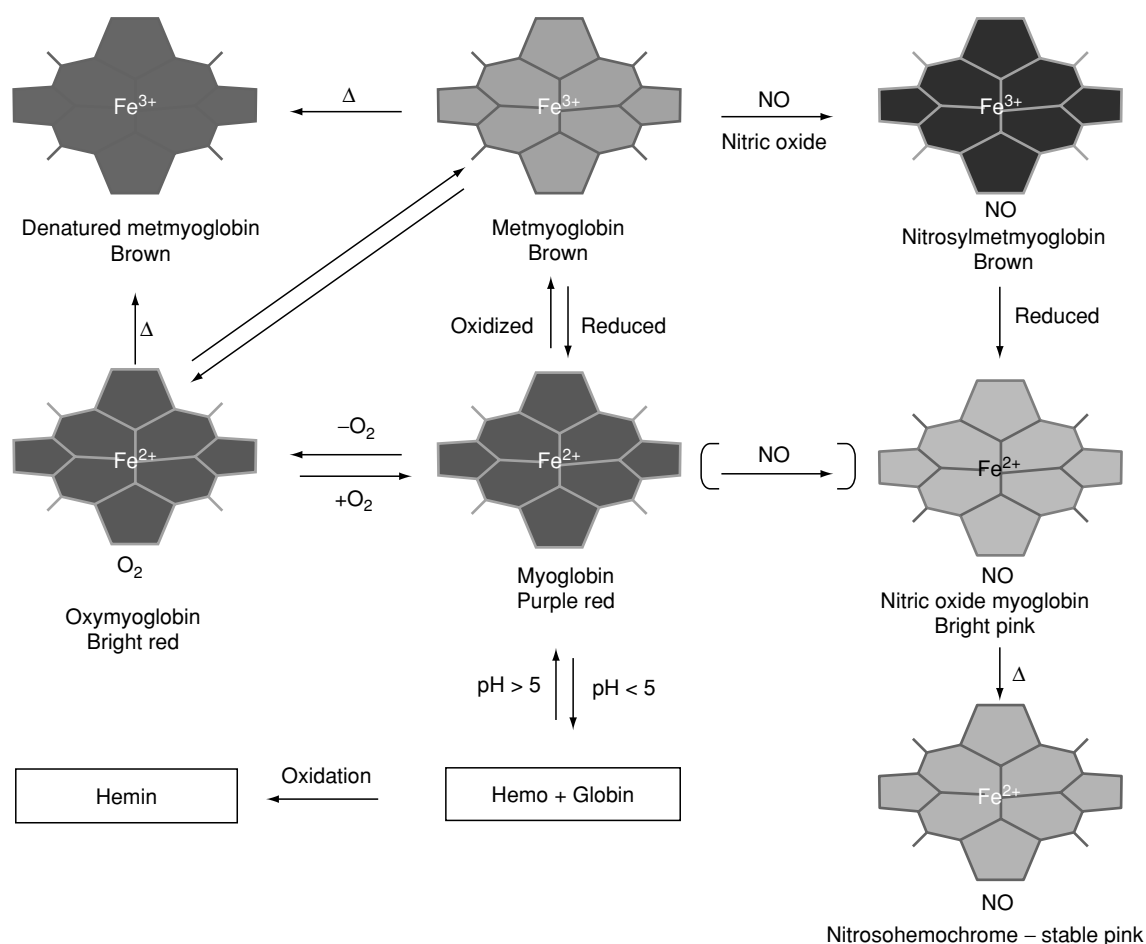 Fe3+
Δ
Fe3+
NO
Nitric oxide
Fe3+
Denatured metmyoglobin
Brown
Metmyoglobin
Brown
NO
Nitrosylmetmyoglobin
Brown
Δ
Oxidized
Reduced
Reduced
Fe2+
–O2
+O2
Fe2+
NO
Fe2+
O2
Oxymyoglobin
Bright red
Myoglobin
Purple red
NO
Nitric oxide myoglobin
Bright pink
pH > 5
pH < 5
Δ
Hemin
Oxidation
Hemo + Globin
Fe2+
NO
Nitrosohemochrome – stable pink